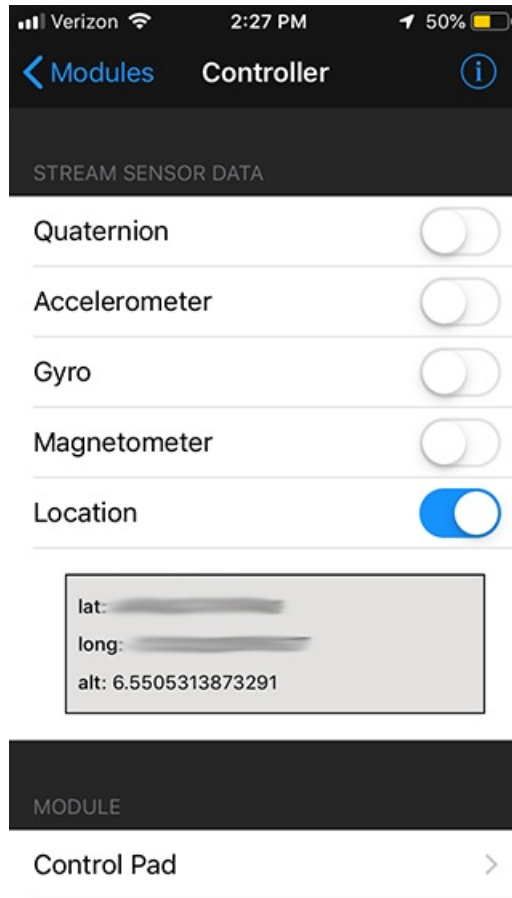 Verizon 2:27 PM 50%
Modules Controller i
STREAM SENSOR DATA
Quaternion
Accelerometer
Gyro
Magnetometer
Location
lat:
long:
alt: 6.5505313873291
MODULE
Control Pad